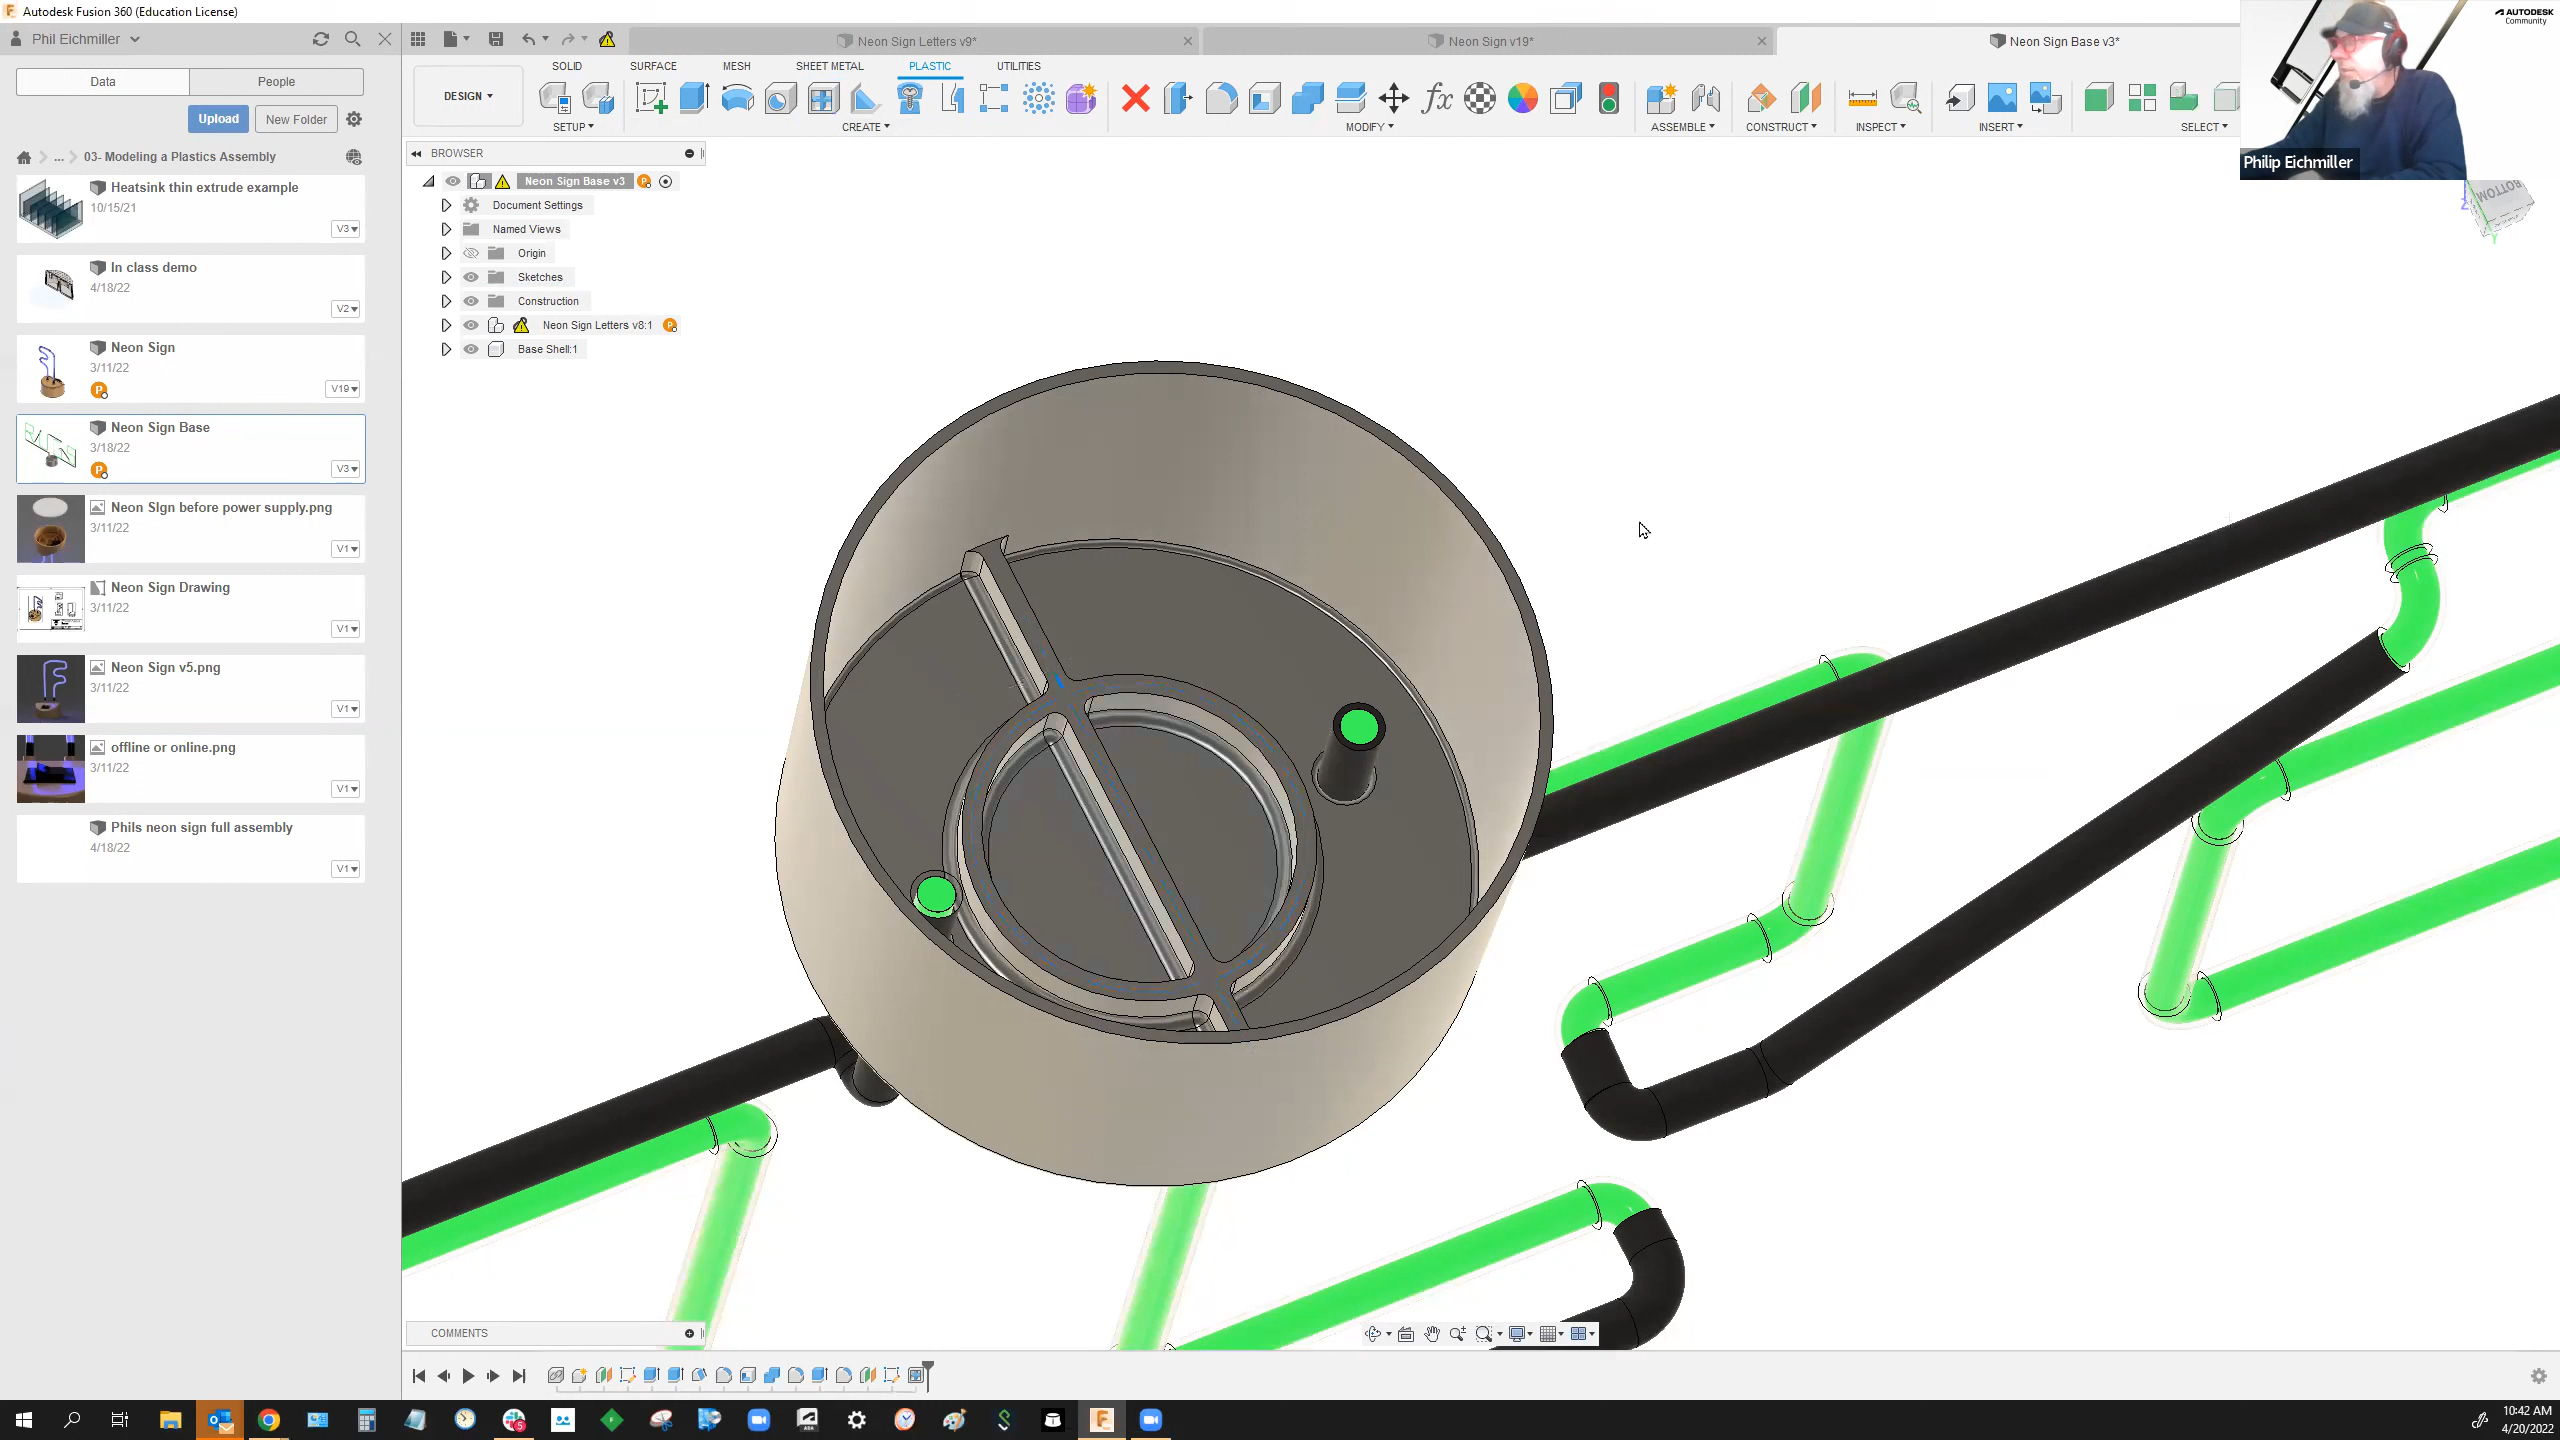 Autodesk Fusion 360 (Education License)
AUTODESK
Community
Phil Eichmiller
Neon Sign Letters v9*
Neon Sign v19*
Neon Sign Base v3*
Data
People
Upload
New Folder
... 03- Modeling a Plastics Assembly
DESIGN
SOLID
SURFACE
MESH
SHEET METAL
PLASTIC
UTILITIES
SETUP
CREATE
MODIFY
ASSEMBLE
CONSTRUCT
INSPECT
INSERT
SELECT
Philip Eichmiller
BOTTOM
Z
Y
BROWSER
Neon Sign Base v3
Document Settings
Named Views
Origin
Sketches
Construction
Neon Sign Letters v8:1
Base Shell:1
Heatsink thin extrude example
10/15/21
V3
In class demo
4/18/22
V2
Neon Sign
3/11/22
P
V19
Neon Sign Base
3/18/22
P
V3
Neon SIgn before power supply.png
3/11/22
V1
Neon Sign Drawing
3/11/22
V1
Neon Sign v5.png
3/11/22
V1
offline or online.png
3/11/22
V1
Phils neon sign full assembly
4/18/22
V1
COMMENTS
10:42 AM
4/20/2022